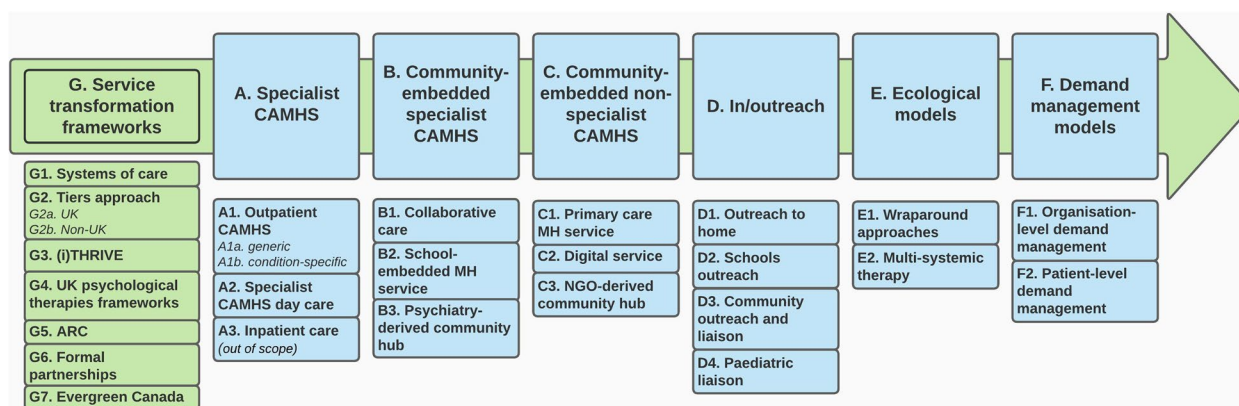 G. Service
transformation
frameworks
G1. Systems of care
G2. Tiers approach
G2a. UK
G2b. Non-UK
G3. (i)THRIVE
G4. UK psychological
therapies frameworks
G5. ARC
G6. Formal
partnerships
G7. Evergreen Canada
A. Specialist
CAMHS
A1. Outpatient
CAMHS
A1a. generic
A1b. condition-specific
A2. Specialist
CAMHS day care
A3. Inpatient care
(out of scope)
B. Community-
embedded
specialist
CAMHS
B1. Collaborative
care
B2. School-
embedded MH
service
B3. Psychiatry-
derived community
hub
C. Community-
embedded non-
specialist
CAMHS
C1. Primary care
MH service
C2. Digital service
C3. NGO-derived
community hub
D. In/outreach
D1. Outreach to
home
D2. Schools
outreach
D3. Community
outreach and
liaison
D4. Paediatric
liaison
E. Ecological
models
E1. Wraparound
approaches
E2. Multi-systemic
therapy
F. Demand
management
models
F1. Organisation-
level demand
management
F2. Patient-level
demand
management